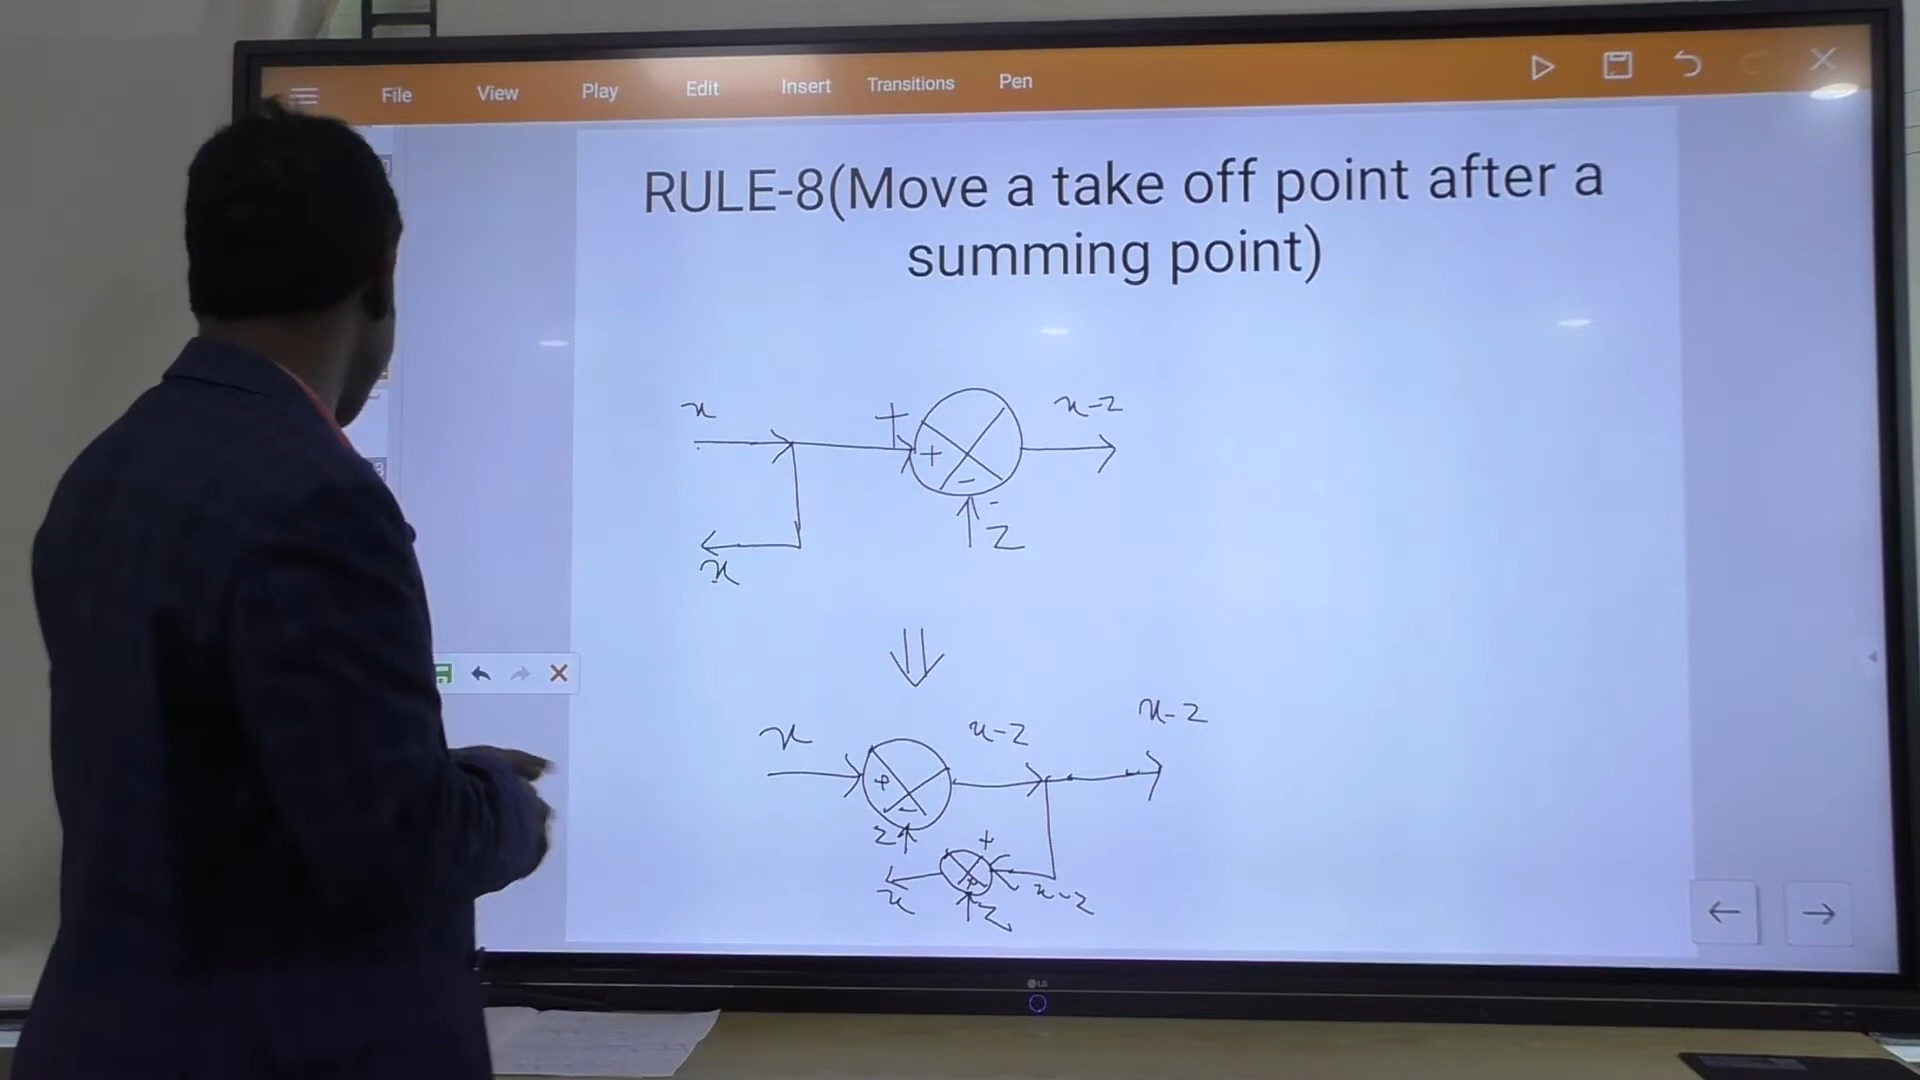 File View Play Edit Insert Transitions Pen
RULE-8(Move a take off point after a
summing point)
x + x-z
+
-
-
z
x
x-z
x x-z
+
-
z +
x z x-z
LG